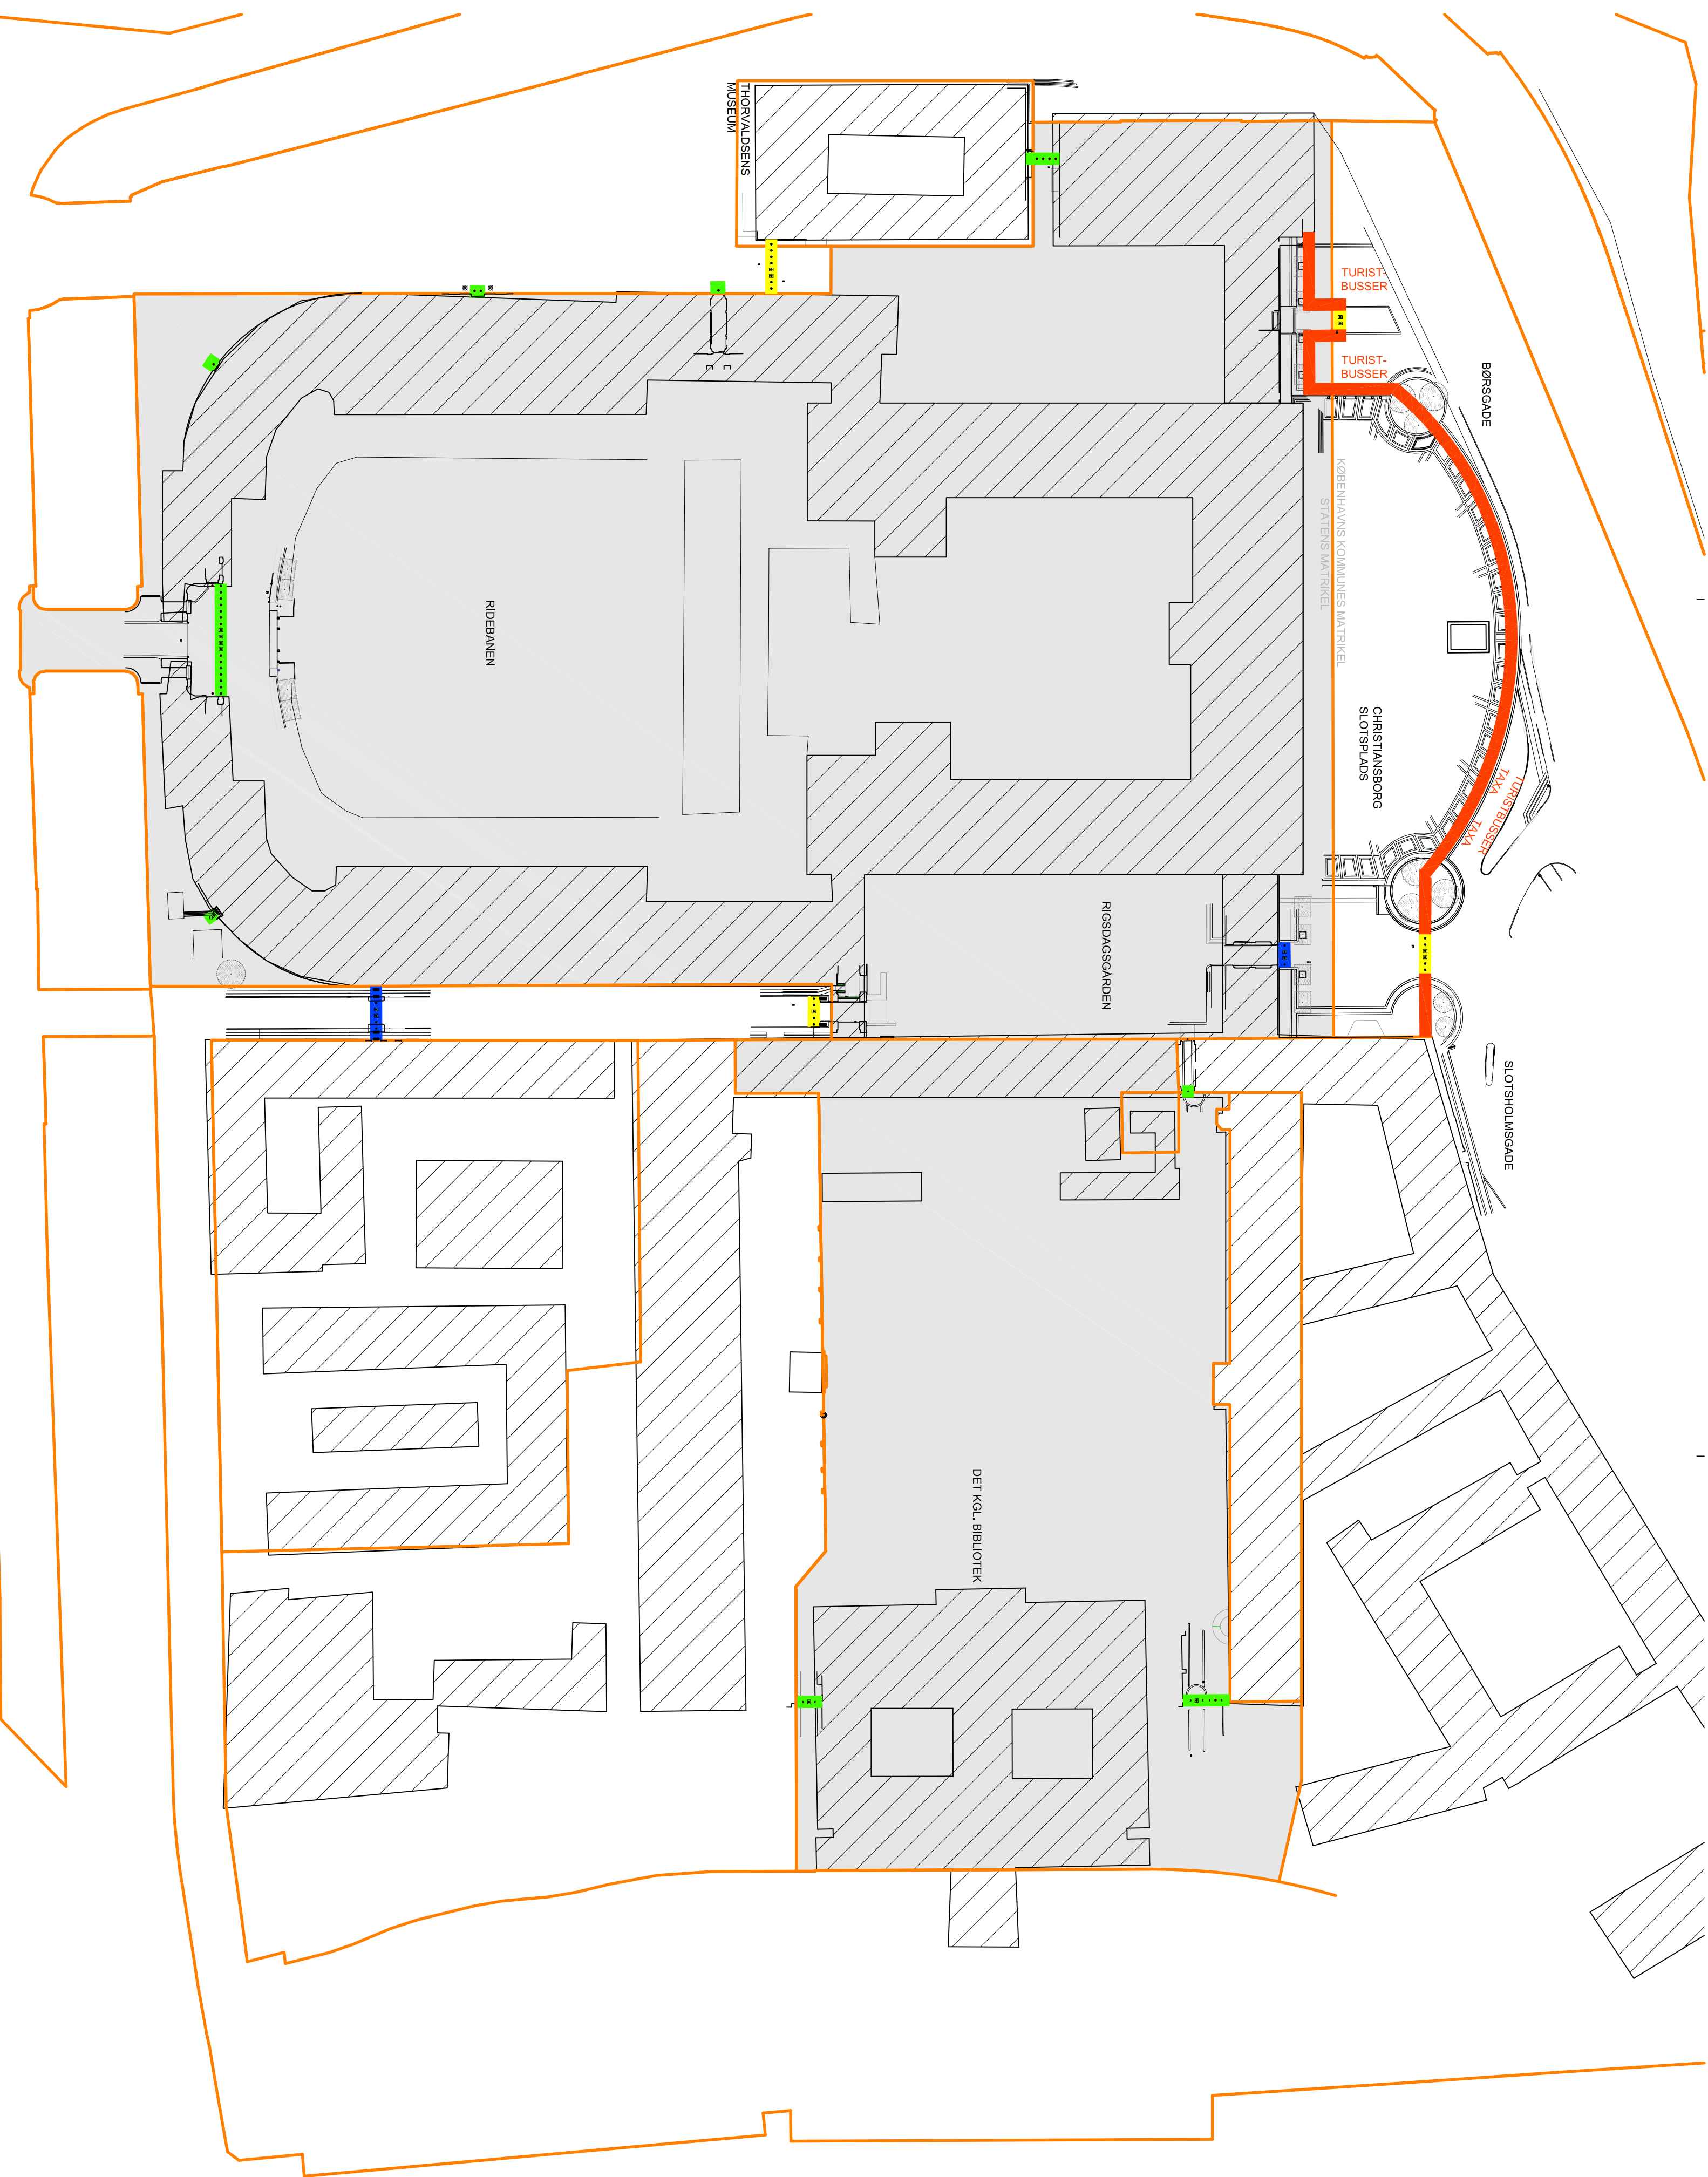 THORVALDSENS
MUSEUM
TURIST-
BUSSER
TURIST-
BUSSER
BØRSGADE
KØBENHAVNS KOMMUNES MATRIKEL
STATENS MATRIKEL
RIDEBANEN
CHRISTIANSBORG
SLOTSPLADS
TURISTBUSSER
TAXA
TAXA
RIGSDAGSGÅRDEN
SLOTSHOLMSGADE
DET KGL. BIBLIOTEK